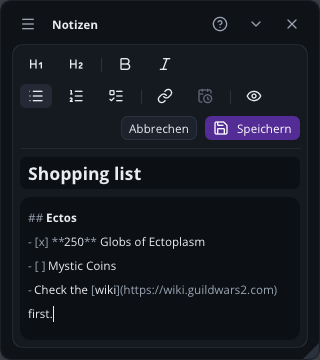 Notizen
H1 H2 B I
Abbrechen Speichern
Shopping list
## Ectos
- [x] **250** Globs of Ectoplasm
- [ ] Mystic Coins
- Check the [wiki](https://wiki.guildwars2.com)
first.